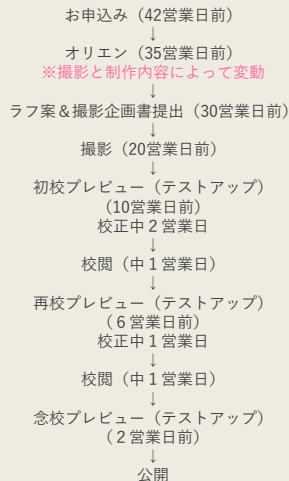 お申込み（42営業日前）
↓
オリエン（35営業日前）
※撮影と制作内容によって変動
↓
ラフ案＆撮影企画書提出（30営業日前）
↓
撮影（20営業日前）
↓
初校プレビュー（テストアップ）
（10営業日前）
校正中２営業日
↓
校閲（中１営業日）
↓
再校プレビュー（テストアップ）
（６営業日前）
校正中１営業日
↓
校閲（中１営業日）
↓
念校プレビュー（テストアップ）
（２営業日前）
↓
公開